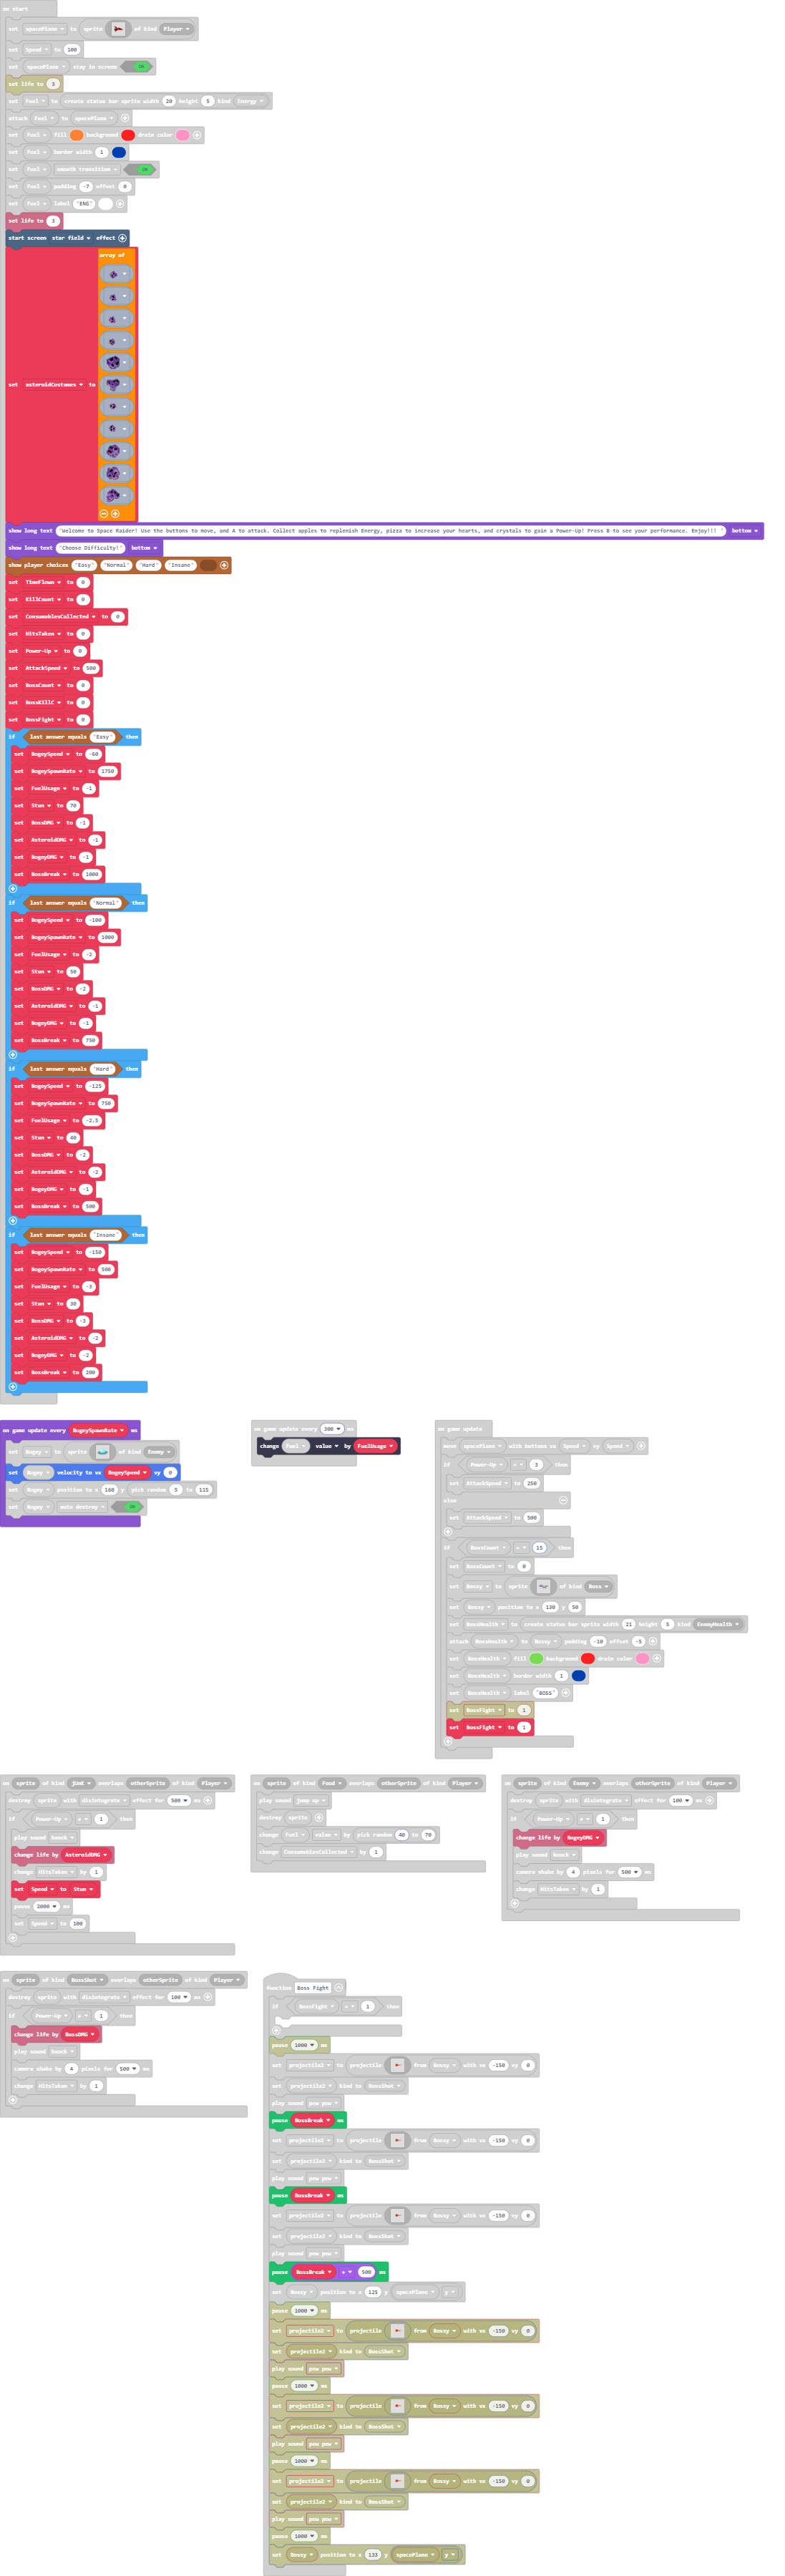 on start
set spacePlane to sprite of kind Player
set Speed to 100
set spacePlane stay in screen ON
set life to 3
set Fuel to create status bar sprite width 20 height 5 kind Energy
attach Fuel to spacePlane
set Fuel fill background drain color
set Fuel border width 1
set Fuel smooth transition ON
set Fuel padding -7 offset 0
set Fuel label "ENG"
set life to 3
start screen star field effect
array of
set asteroidCostumes to
show long text "Welcome to Space Raider! Use the buttons to move, and A to attack. Collect apples to replenish Energy, pizza to increase your hearts, and crystals to gain a Power-Up! Press B to see your performance. Enjoy!!! " bottom
show long text "Choose Difficulty!" bottom
show player choices "Easy" "Normal" "Hard" "Insane"
set TimeFlown to 0
set KillCount to 0
set ConsumablesCollected to 0
set HitsTaken to 0
set Power-Up to 0
set AttackSpeed to 500
set BossCount to 0
set BossKillC to 0
set BossFight to 0
if last answer equals "Easy" then
set BogeySpeed to -60
set BogeySpawnRate to 1750
set FuelUsage to -1
set Stun to 70
set BossDMG to -1
set AsteroidDMG to -1
set BogeyDMG to -1
set BossBreak to 1000
if last answer equals "Normal" then
set BogeySpeed to -100
set BogeySpawnRate to 1000
set FuelUsage to -2
set Stun to 50
set BossDMG to -2
set AsteroidDMG to -1
set BogeyDMG to -1
set BossBreak to 750
if last answer equals "Hard" then
set BogeySpeed to -125
set BogeySpawnRate to 750
set FuelUsage to -2.5
set Stun to 40
set BossDMG to -2
set AsteroidDMG to -2
set BogeyDMG to -1
set BossBreak to 500
if last answer equals "Insane" then
set BogeySpeed to -150
set BogeySpawnRate to 500
set FuelUsage to -3
set Stun to 30
set BossDMG to -3
set AsteroidDMG to -2
set BogeyDMG to -2
set BossBreak to 200
on game update every BogeySpawnRate ms
set Bogey to sprite of kind Enemy
set Bogey velocity to vx BogeySpeed vy 0
set Bogey position to x 160 y pick random 5 to 115
set Bogey auto destroy ON
on game update every 300 ms
change Fuel value by FuelUsage
on game update
move spacePlane with buttons vx Speed vy Speed
if Power-Up = 3 then
set AttackSpeed to 250
else
set AttackSpeed to 500
if BossCount 15 then
set BossCount to 0
set Bossy to sprite of kind Boss
set Bossy position to x 130 y 50
set BossHealth to create status bar sprite width 21 height 5 kind EnemyHealth
attach BossHealth to Bossy padding -10 offset -5
set BossHealth fill background drain color
set BossHealth border width 1
set BossHealth label "BOSS"
set BossFight to 1
set BossFight to 1
on sprite of kind jUnk overlaps otherSprite of kind Player
destroy sprite with disintegrate effect for 500 ms
if Power-Up ≠ 1 then
play sound knock
change life by AsteroidDMG
change HitsTaken by 1
set Speed to Stun
pause 2000 ms
set Speed to 100
on sprite of kind Food overlaps otherSprite of kind Player
play sound jump up
destroy sprite
change Fuel value by pick random 40 to 70
change ConsumablesCollected by 1
on sprite of kind Enemy overlaps otherSprite of kind Player
destroy sprite with disintegrate effect for 100 ms
if Power-Up ≠ 1 then
change life by BogeyDMG
play sound knock
camera shake by 4 pixels for 500 ms
change HitsTaken by 1
on sprite of kind BossShot overlaps otherSprite of kind Player
destroy sprite with disintegrate effect for 100 ms
if Power-Up ≠ 1 then
change life by BossDMG
play sound knock
camera shake by 4 pixels for 500 ms
change HitsTaken by 1
function Boss Fight
if BossFight = 1 then
pause 1000 ms
set projectile2 to projectile from Bossy with vx -150 vy 0
set projectile2 kind to BossShot
play sound pew pew
pause BossBreak ms
set projectile2 to projectile from Bossy with vx -150 vy 0
set projectile2 kind to BossShot
play sound pew pew
pause BossBreak ms
set projectile2 to projectile from Bossy with vx -150 vy 0
set projectile2 kind to BossShot
play sound pew pew
pause BossBreak + 500 ms
set Bossy position to x 125 y spacePlane y
pause 1000 ms
set projectile2 to projectile from Bossy with vx -150 vy 0
set projectile2 kind to BossShot
play sound pew pew
pause 1000 ms
set projectile2 to projectile from Bossy with vx -150 vy 0
set projectile2 kind to BossShot
play sound pew pew
pause 1000 ms
set projectile2 to projectile from Bossy with vx -150 vy 0
set projectile2 kind to BossShot
play sound pew pew
pause 1000 ms
set Bossy position to x 133 y spacePlane y